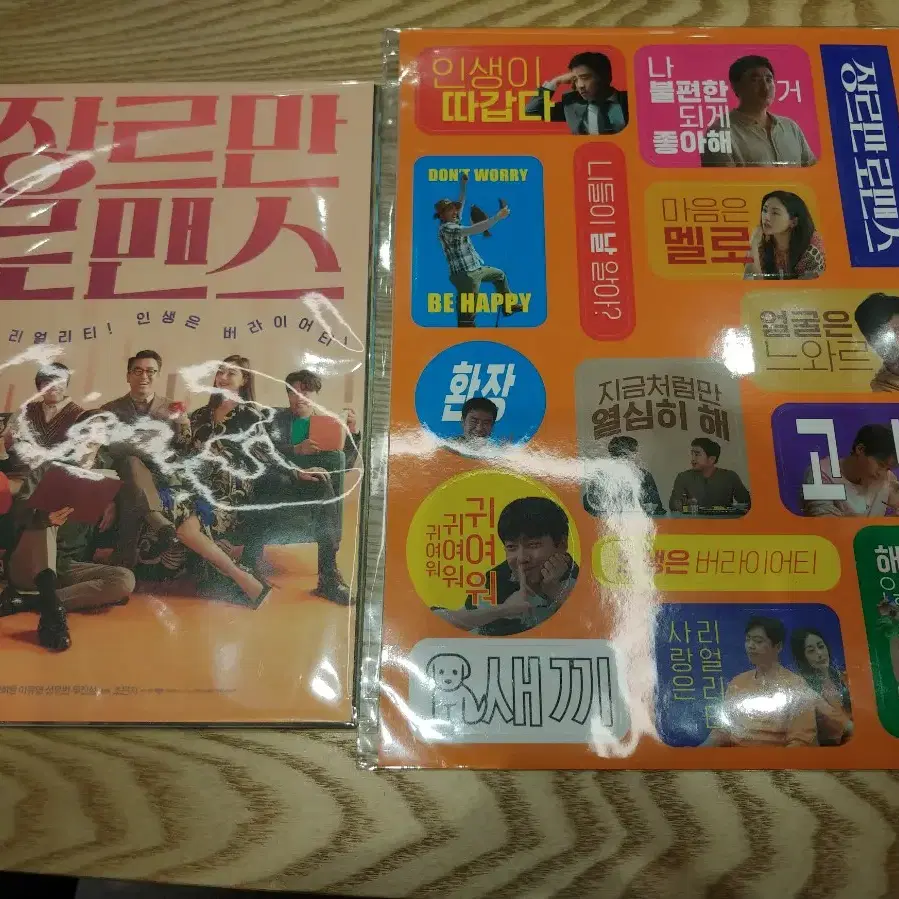 장르만
로맨스
리얼리티! 인생은 버라이어티!
인생이
따갑다
나
불편한 거
되게
좋아해
장르만 로맨스
DON'T WORRY
BE HAPPY
니들이 날 알아?
마음은
멜로
얼굴은
느와르
환장
지금처럼만
열심히 해
고
귀여워
귀여워
귀여워
인생은 버라이어티
새끼
사랑은
리얼리티
해